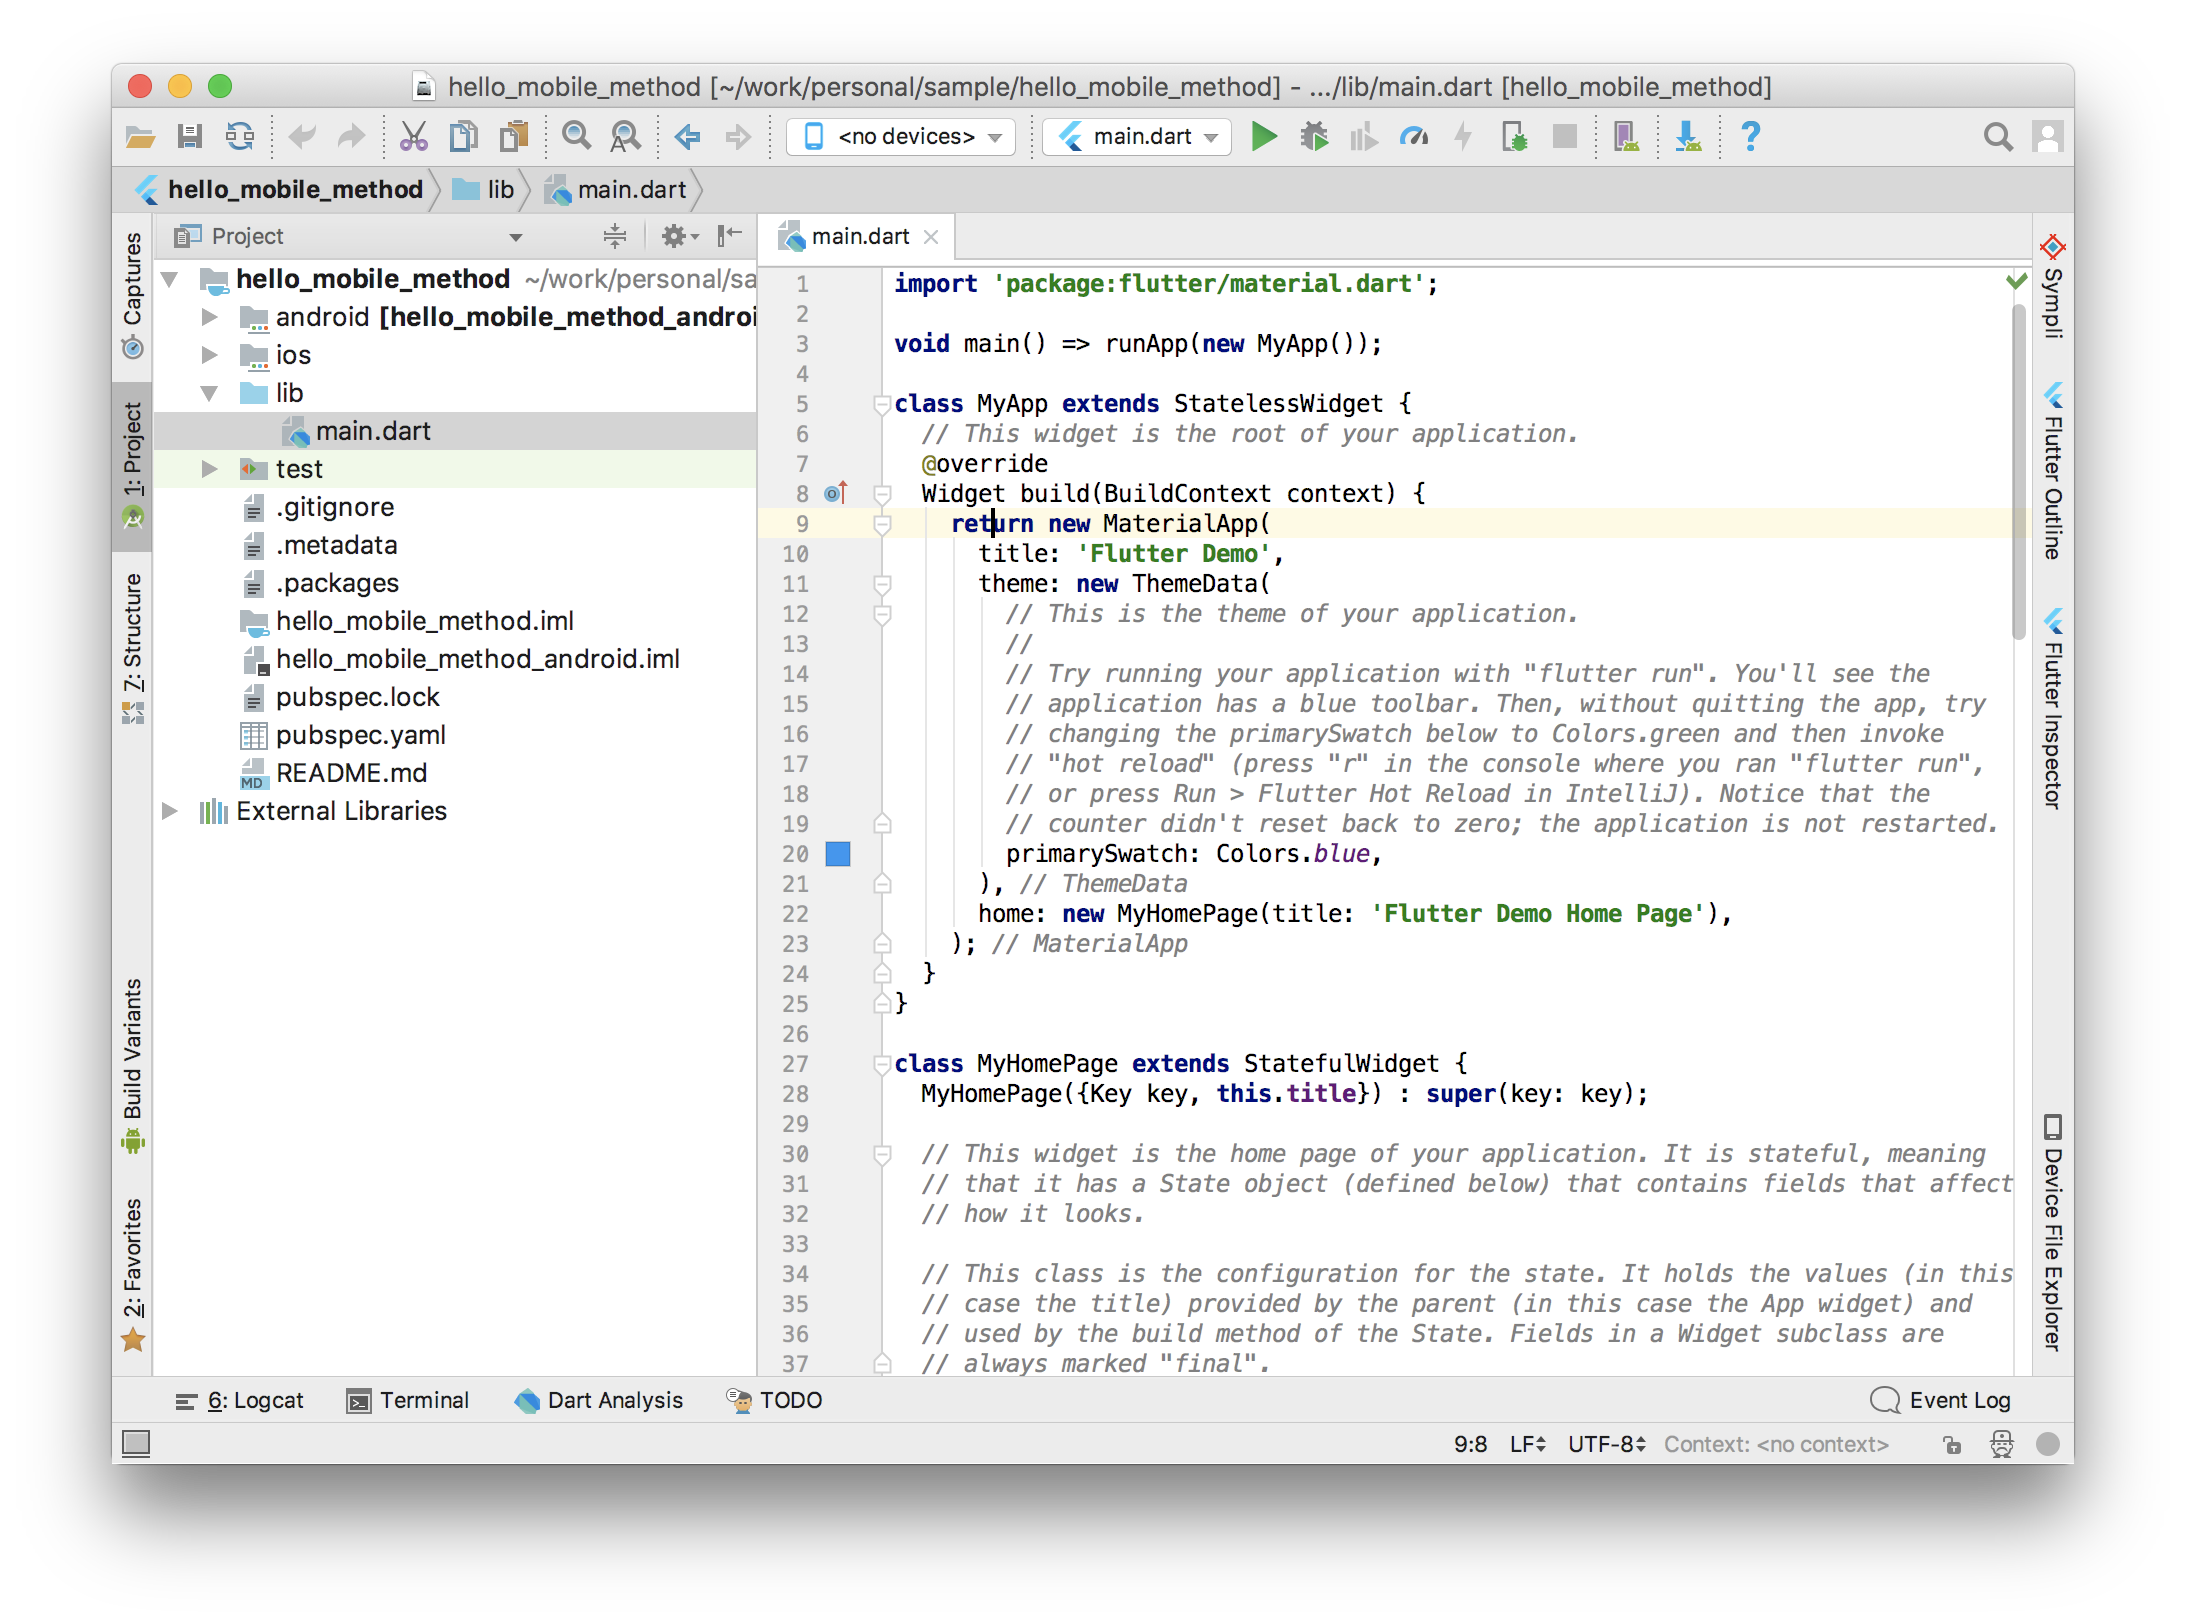 hello_mobile_method [~/work/personal/sample/hello_mobile_method] - .../lib/main.dart [hello_mobile_method]
<no devices>
main.dart
hello_mobile_method
lib
main.dart
Captures
1: Project
7: Structure
Build Variants
2: Favorites
Project
hello_mobile_method ~/work/personal/sa
android [hello_mobile_method_androi
ios
lib
main.dart
test
.gitignore
.metadata
.packages
hello_mobile_method.iml
hello_mobile_method_android.iml
pubspec.lock
pubspec.yaml
MD README.md
External Libraries
main.dart
1 import 'package:flutter/material.dart';
2
3 void main() => runApp(new MyApp());
4
5 class MyApp extends StatelessWidget {
6 // This widget is the root of your application.
7 @override
8 Widget build(BuildContext context) {
9 return new MaterialApp(
10 title: 'Flutter Demo',
11 theme: new ThemeData(
12 // This is the theme of your application.
13 //
14 // Try running your application with "flutter run". You'll see the
15 // application has a blue toolbar. Then, without quitting the app, try
16 // changing the primarySwatch below to Colors.green and then invoke
17 // "hot reload" (press "r" in the console where you ran "flutter run",
18 // or press Run > Flutter Hot Reload in IntelliJ). Notice that the
19 // counter didn't reset back to zero; the application is not restarted.
20 primarySwatch: Colors.blue,
21 ), // ThemeData
22 home: new MyHomePage(title: 'Flutter Demo Home Page'),
23 ); // MaterialApp
24 }
25 }
26
27 class MyHomePage extends StatefulWidget {
28 MyHomePage({Key key, this.title}) : super(key: key);
29
30 // This widget is the home page of your application. It is stateful, meaning
31 // that it has a State object (defined below) that contains fields that affect
32 // how it looks.
33
34 // This class is the configuration for the state. It holds the values (in this
35 // case the title) provided by the parent (in this case the App widget) and
36 // used by the build method of the State. Fields in a Widget subclass are
37 // always marked "final".
Sympli
Flutter Outline
Flutter Inspector
Device File Explorer
6: Logcat
Terminal
Dart Analysis
TODO
Event Log
9:8 LF UTF-8 Context: <no context>